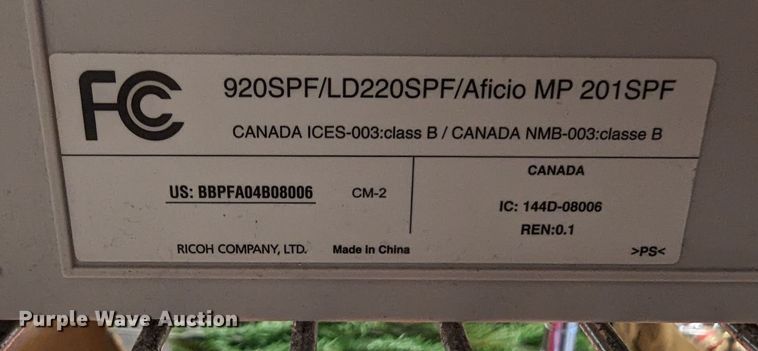 FCC
920SPF/LD220SPF/Aficio MP 201SPF
CANADA ICES-003:class B / CANADA NMB-003:classe B
US: BBPFA04B08006
CM-2
RICOH COMPANY, LTD.
Made in China
CANADA
IC: 144D-08006
REN:0.1
>PS<
Purple Wave Auction